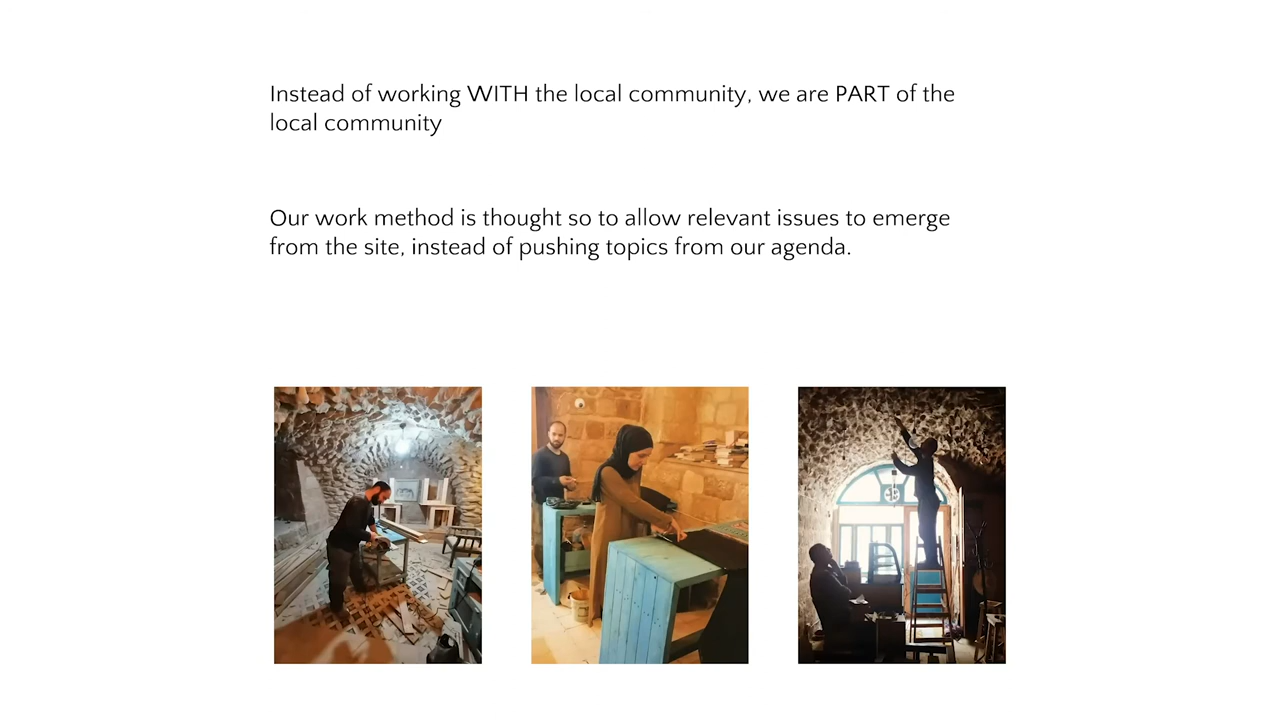 Instead of working WITH the local community, we are PART of the
local community
Our work method is thought so to allow relevant issues to emerge
from the site, instead of pushing topics from our agenda.